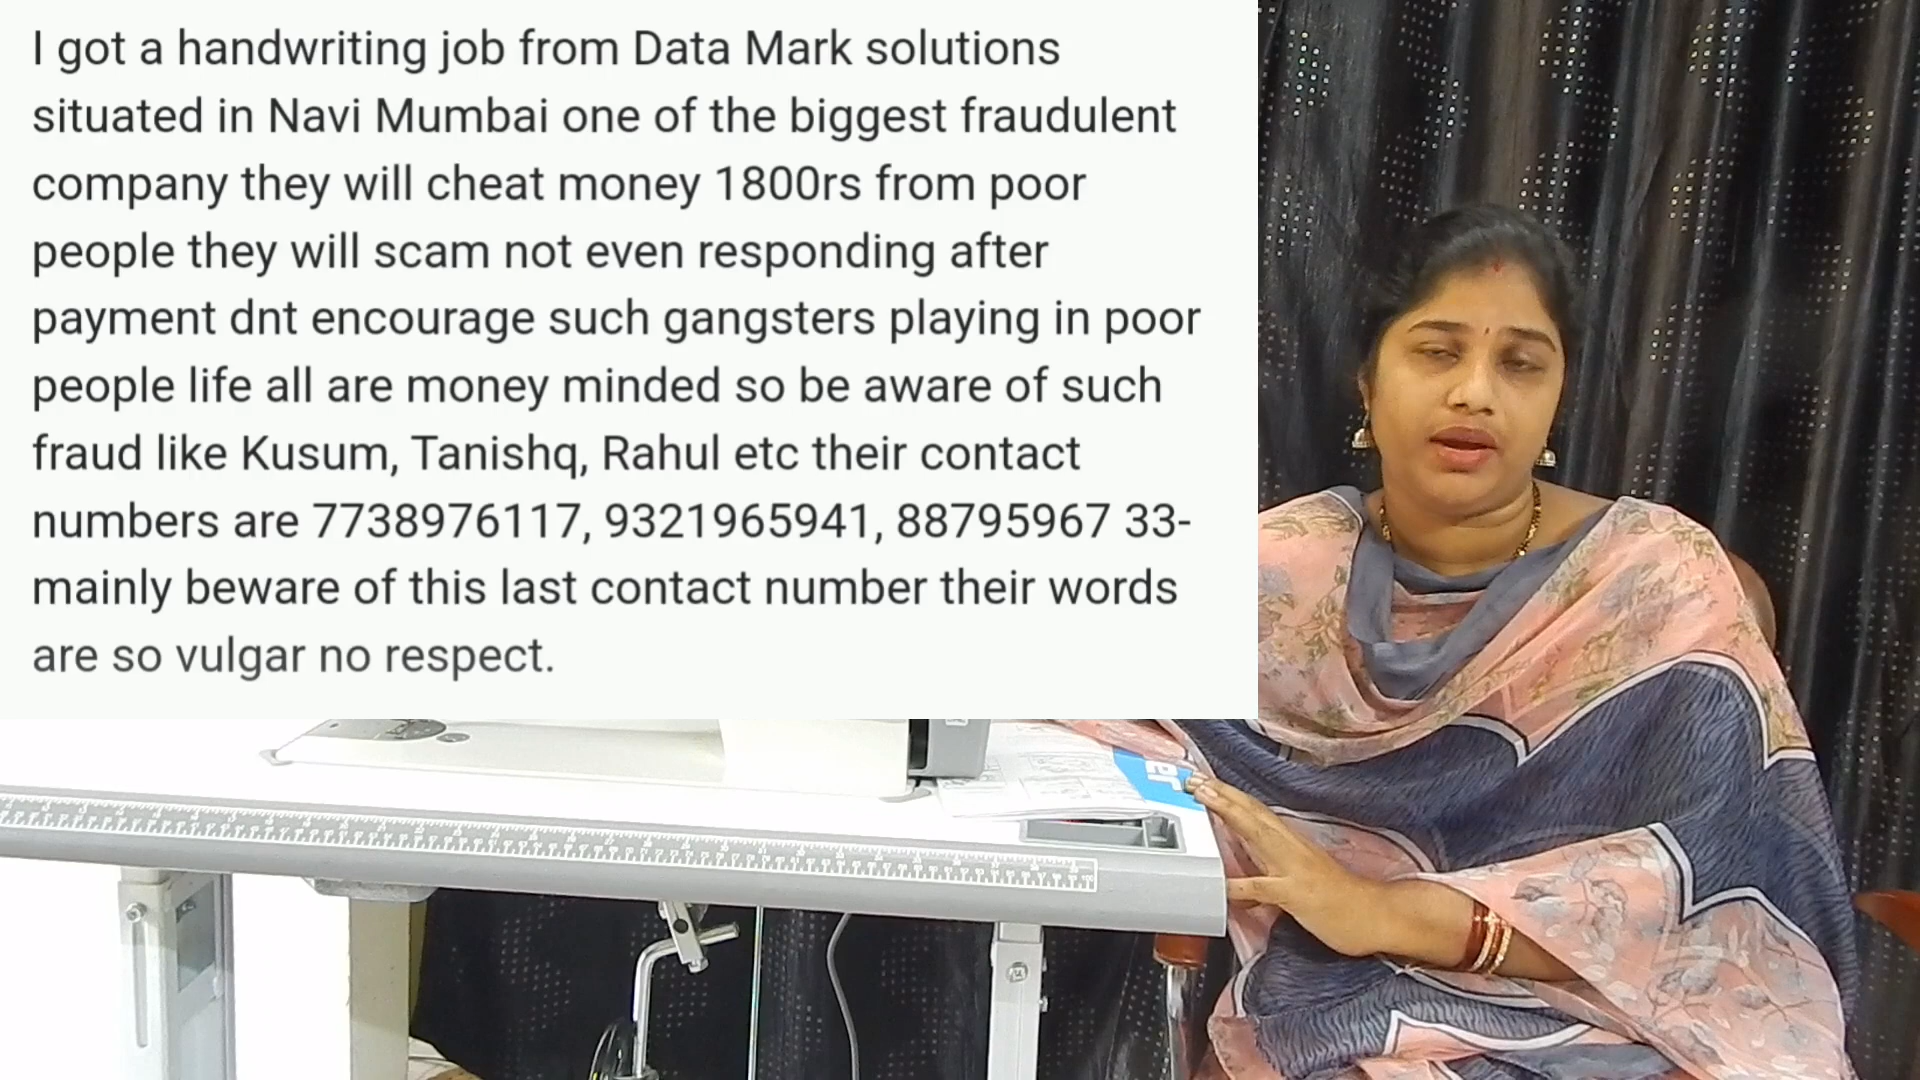 I got a handwriting job from Data Mark solutions
situated in Navi Mumbai one of the biggest fraudulent
company they will cheat money 1800rs from poor
people they will scam not even responding after
payment dnt encourage such gangsters playing in poor
people life all are money minded so be aware of such
fraud like Kusum, Tanishq, Rahul etc their contact
numbers are 7738976117, 9321965941, 88795967 33-
mainly beware of this last contact number their words
are so vulgar no respect.
er